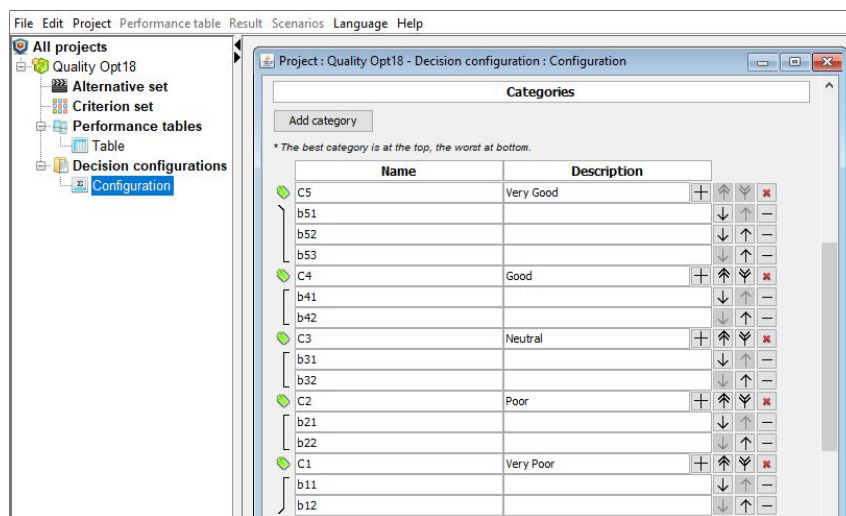 File Edit Project Performance table Result Scenarios Language Help
All projects
Quality Opt18
Alternative set
Criterion set
Performance tables
Table
Decision configurations
Configuration
Project : Quality Opt18 - Decision configuration : Configuration
Categories
Add category
* The best category is at the top, the worst at bottom.
Name Description
C5 Very Good
b51
b52
b53
C4 Good
b41
b42
C3 Neutral
b31
b32
C2 Poor
b21
b22
C1 Very Poor
b11
b12